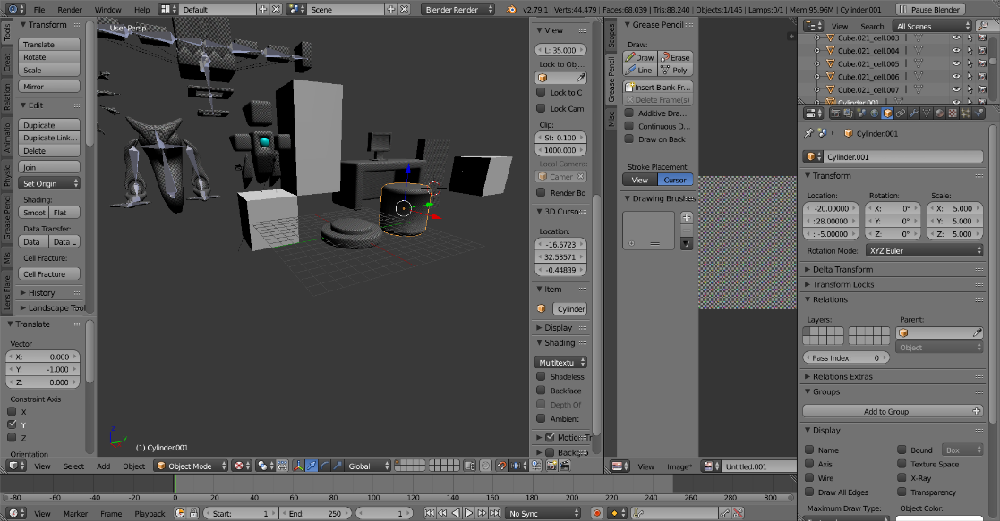 File Render Window Help Default Scene Blender Render v2.79.1 | Verts:44,479 | Faces:68,039 | Tris:88,240 | Objects:1/145 | Lamps:0/1 | Mem:95.96M | Cylinder.001 Pause Blender
Tools
Creat
Relation
Animatio
Physic
Grease Pencil
Mis
Lens Flare
Transform
Translate
Rotate
Scale
Mirror
Edit
Duplicate
Duplicate Link...
Delete
Join
Set Origin
Shading:
Smoot Flat
Data Transfer:
Data Data L
Cell Fracture:
Cell Fracture
History
Landscape Tool
Translate
Vector
X: 0.000
Y: -1.000
Z: 0.000
Constraint Axis
X
Y
Z
Orientation
User Persp
z
y
(1) Cylinder.001
View Select Add Object Object Mode Global
View
L: 35.000
Lock to Obj...
Lock to C
Lock Cam
Clip:
St: 0.100
1000.000
Local Camera:
Camer
Render Bo
3D Curso
Location:
-16.6723
32.53571
-0.44839
Item
Cylinder
Display
Shading
Multitextu
Shadeless
Backface
Depth Of
Ambient
Motion Tr
Backgro
Scopes
Grease Pencil
Misc
Grease Pencil
Draw:
Draw Erase
Line Poly
Insert Blank Fr...
Delete Frame(s)
Additive Dra...
Continuous D...
Draw on Back
Stroke Placement:
View Cursor
Drawing Brushes
View Image* Untitled.001
View Search All Scenes
Cube.021_cell.003
Cube.021_cell.004
Cube.021_cell.005
Cube.021_cell.006
Cube.021_cell.007
Cylinder.001
Cylinder.001
Cylinder.001
Transform
Location: Rotation: Scale:
-20.00000 X: 0° X: 5.000
:28.00000 Y: 0° Y: 5.000
: -5.00000 Z: 0° Z: 5.000
Rotation Mode: XYZ Euler
Delta Transform
Transform Locks
Relations
Layers: Parent:
Object
Pass Index: 0
Relations Extras
Groups
Add to Group
Display
Name Bound Box
Axis Texture Space
Wire X-Ray
Draw All Edges Transparency
Maximum Draw Type: Object Color:
-80 -60 -40 -20 0 20 40 60 80 100 120 140 160 180 200 220 240 260 280 300
View Marker Frame Playback Start: 1 End: 250 1 No Sync